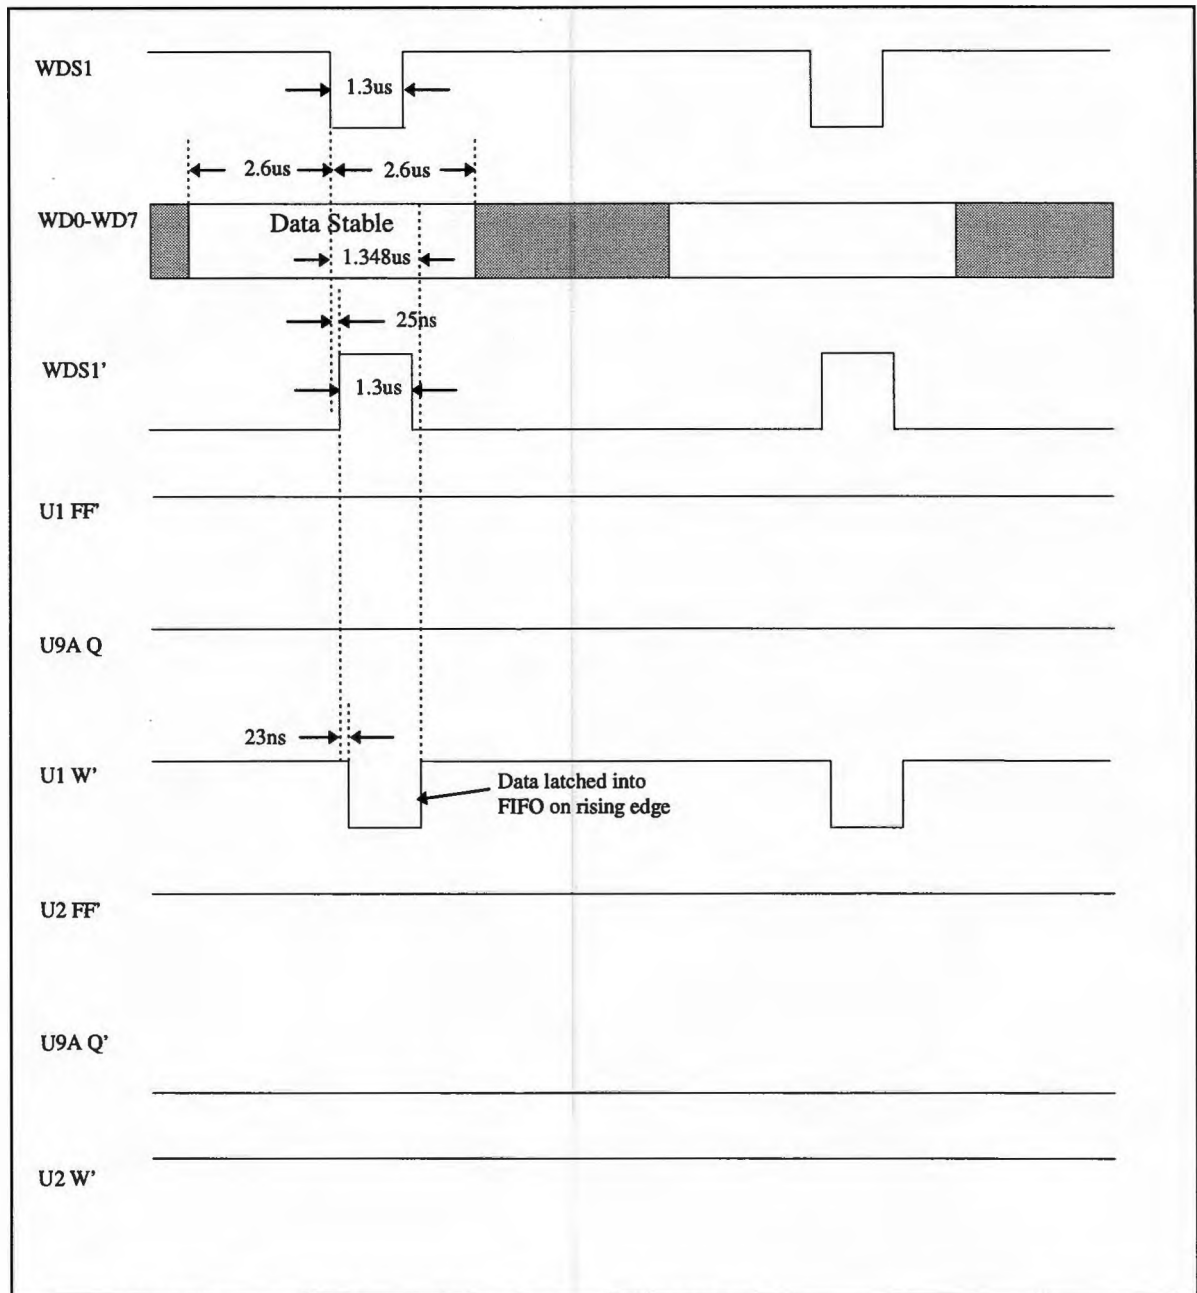 WDS1
1.3us
2.6us
2.6us
WD0-WD7
Data Stable
1.348us
25ns
WDS1’
1.3us
U1 FF’
U9A Q
23ns
U1 W’
Data latched into
FIFO on rising edge
U2 FF’
U9A Q’
U2 W’